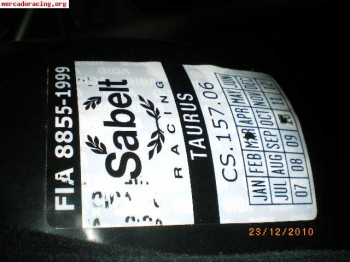 www.mercadoracing.org
FIA 8855-1999
Sabelt
RACING
TAURUS
CS.157.06
JAN FEB APR MAY JUN
JUL AUG SEP OCT NOV DEC
07 08 09
23/12/2010